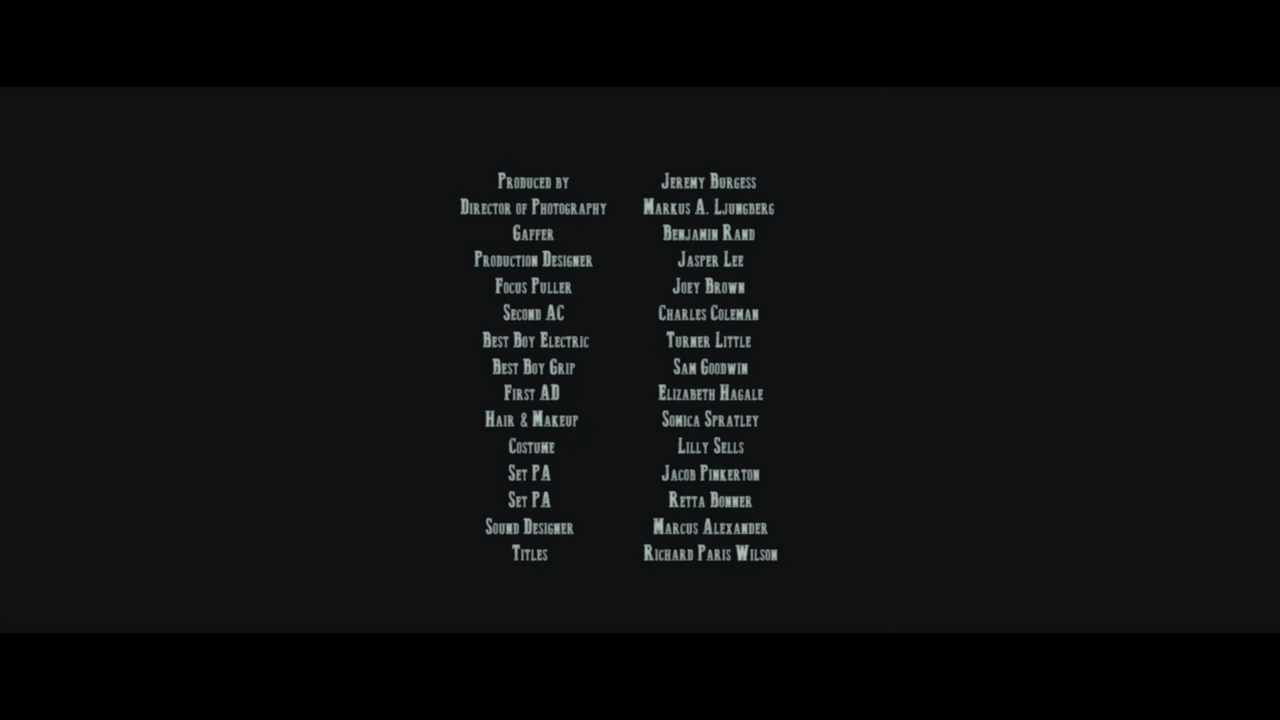 Produced by Jeremy Burgess
Director of Photography Markus A. Ljungberg
Gaffer Benjamin Rand
Production Designer Jasper Lee
Focus Puller Joey Brown
Second AC Charles Coleman
Best Boy Electric Turner Little
Best Boy Grip Sam Goodwin
First AD Elizabeth Hagale
Hair & Makeup Somica Spratley
Costume Lilly Sells
Set PA Jacob Pinkerton
Set PA Retta Bonner
Sound Designer Marcus Alexander
Titles Richard Paris Wilson